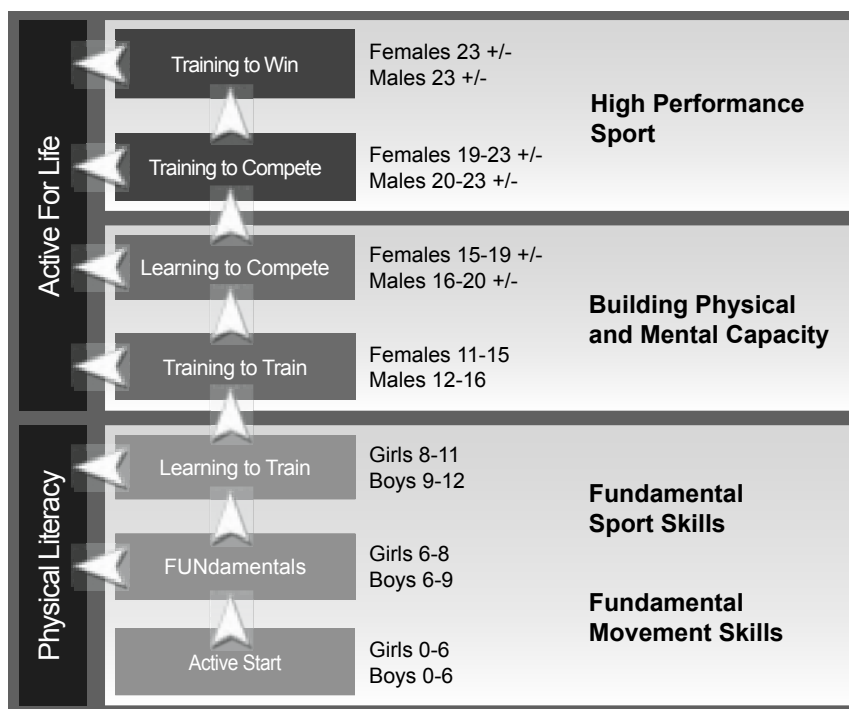 Active For Life
Training to Win
Females 23 +/-
Males 23 +/-
High Performance
Sport
Training to Compete
Females 19-23 +/-
Males 20-23 +/-
Learning to Compete
Females 15-19 +/-
Males 16-20 +/-
Building Physical
and Mental Capacity
Training to Train
Females 11-15
Males 12-16
Physical Literacy
Learning to Train
Girls 8-11
Boys 9-12
Fundamental
Sport Skills
FUNdamentals
Girls 6-8
Boys 6-9
Fundamental
Movement Skills
Active Start
Girls 0-6
Boys 0-6